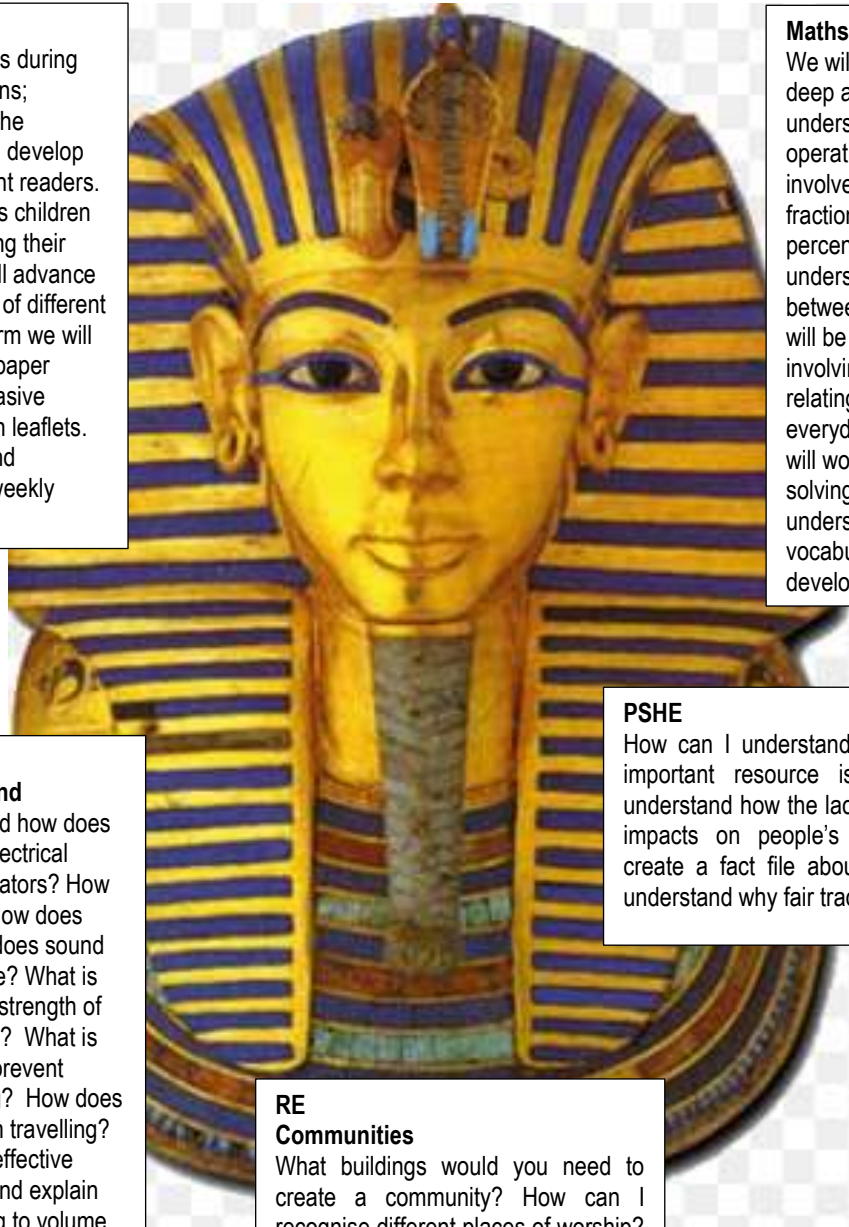 s during
ns;
he
develop
nt readers.
s children
ng their
ll advance
of different
rm we will
paper
asive
n leaflets.
nd
weekly
Maths
We wil
deep a
unders
operat
involve
fraction
percen
unders
betwee
will be
involvin
relating
everyd
will wo
solving
unders
vocabu
develo
PSHE
How can I understand
important resource is
understand how the lac
impacts on people's
create a fact file abou
understand why fair trad
nd
d how does
ectrical
ators? How
ow does
does sound
e? What is
strength of
? What is
prevent
g? How does
n travelling?
effective
nd explain
g to volume
RE
Communities
What buildings would you need to
create a community? How can I
recognise different places of worship?